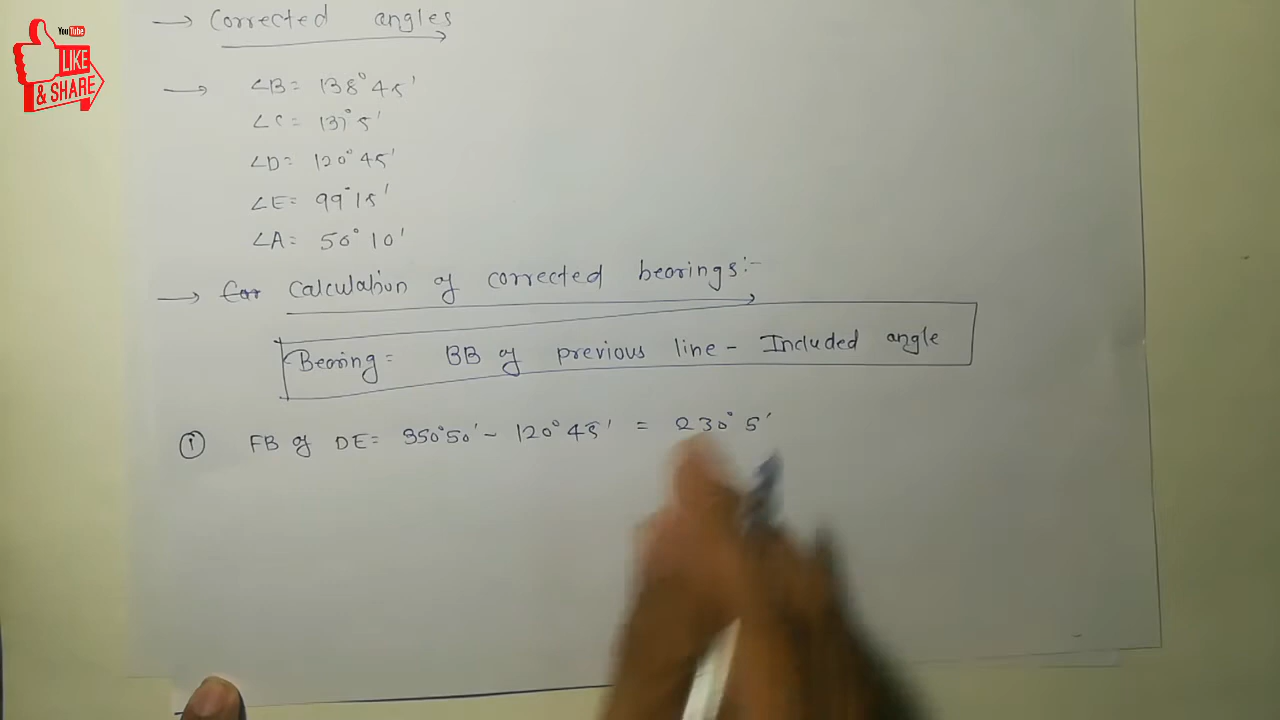 YouTube
LIKE
& SHARE
→ Corrected angles
→ ∠B= 138°45'
∠C= 137°5'
∠D= 120°45'
∠E= 99°15'
∠A= 50°10'
→ for calculation of corrected bearings:-
Bearing= BB of previous line - Included angle
① FB of DE= 350°50'- 120°45' = 230°5'